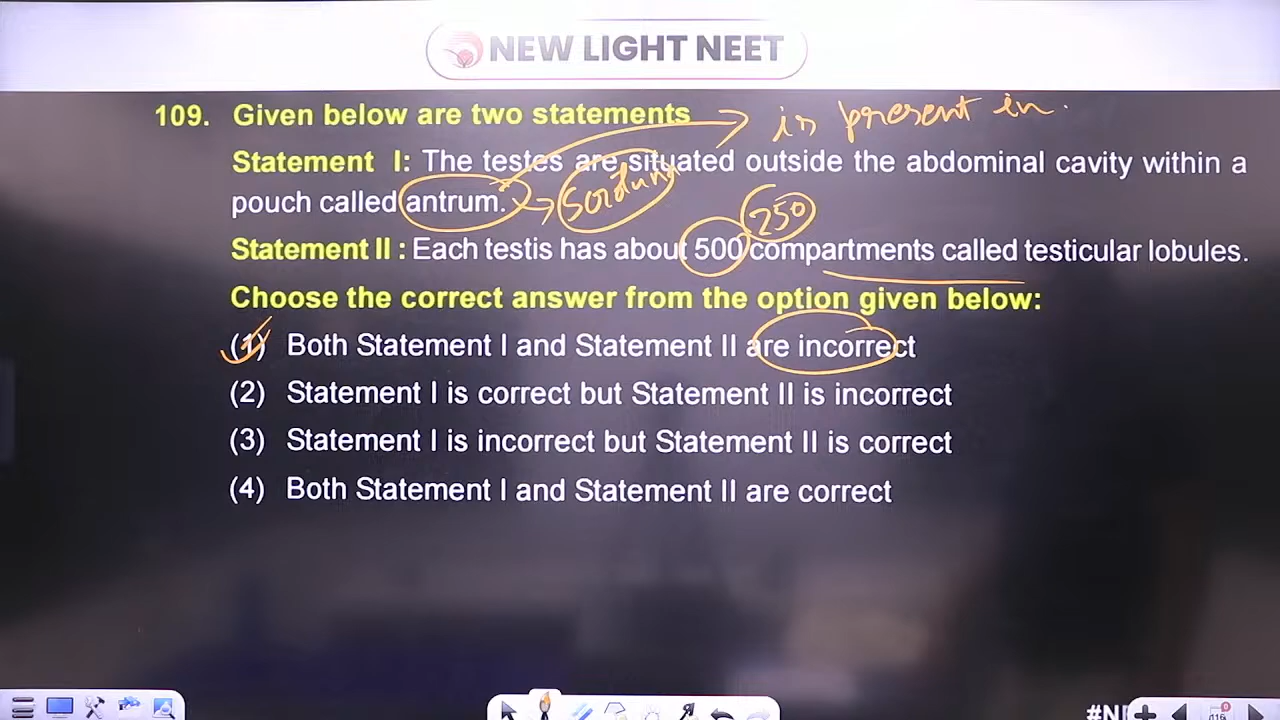 NEW LIGHT NEET
109. Given below are two statements
is present in.
Statement I: The testes are situated outside the abdominal cavity within a
pouch called antrum.
250
Statement II : Each testis has about 500 compartments called testicular lobules.
Choose the correct answer from the option given below:
(1) Both Statement I and Statement II are incorrect
(2) Statement I is correct but Statement II is incorrect
(3) Statement I is incorrect but Statement II is correct
(4) Both Statement I and Statement II are correct